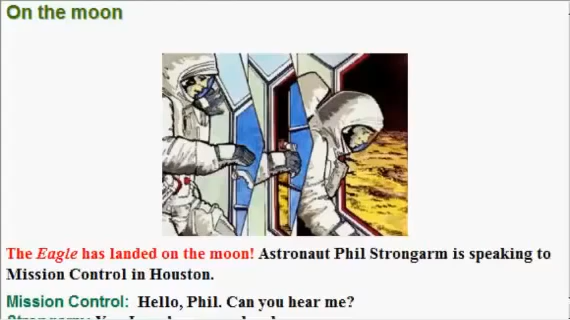 On the moon
The Eagle has landed on the moon! Astronaut Phil Strongarm is speaking to
Mission Control in Houston.
Mission Control: Hello, Phil. Can you hear me?